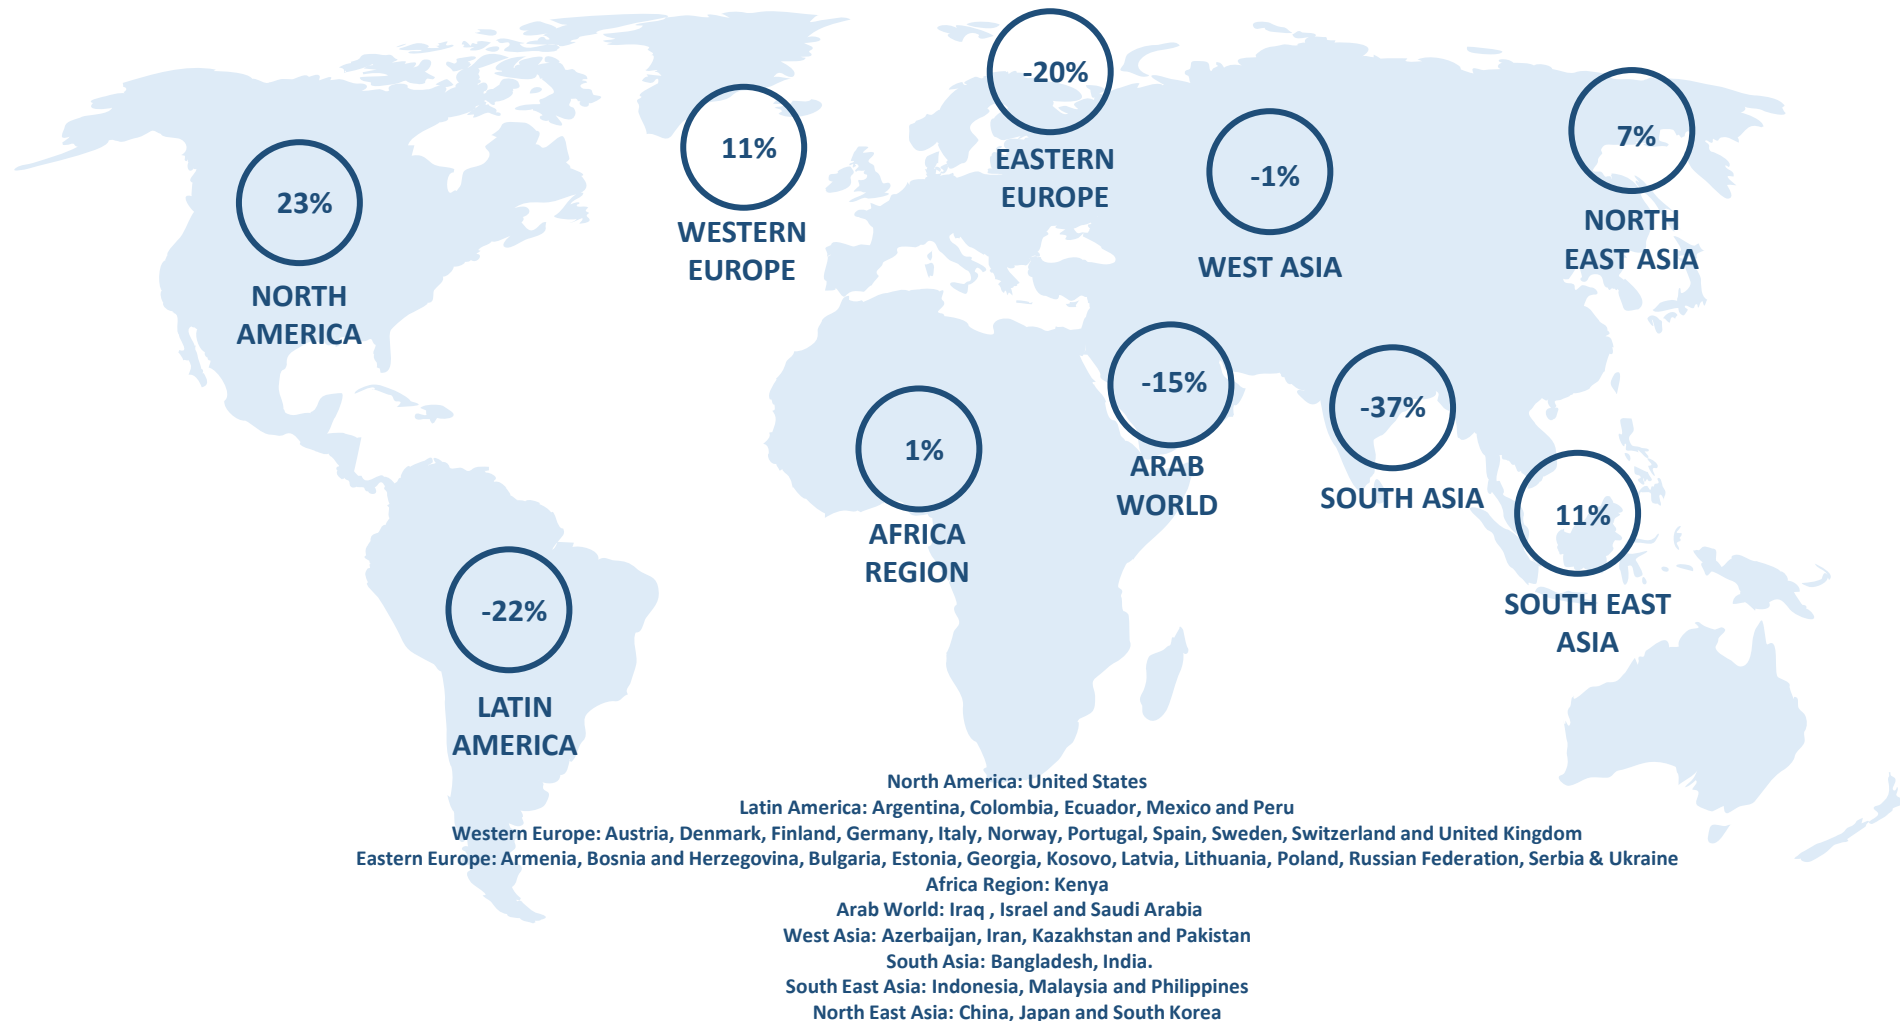 -20%
EASTERN
EUROPE
11%
WESTERN
EUROPE
-1%
WEST ASIA
7%
NORTH
EAST ASIA
23%
NORTH
AMERICA
-15%
ARAB
WORLD
-37%
SOUTH ASIA
1%
AFRICA
REGION
11%
SOUTH EAST
ASIA
-22%
LATIN
AMERICA
North America: United States
Latin America: Argentina, Colombia, Ecuador, Mexico and Peru
Western Europe: Austria, Denmark, Finland, Germany, Italy, Norway, Portugal, Spain, Sweden, Switzerland and United Kingdom
Eastern Europe: Armenia, Bosnia and Herzegovina, Bulgaria, Estonia, Georgia, Kosovo, Latvia, Lithuania, Poland, Russian Federation, Serbia & Ukraine
Africa Region: Kenya
Arab World: Iraq , Israel and Saudi Arabia
West Asia: Azerbaijan, Iran, Kazakhstan and Pakistan
South Asia: Bangladesh, India.
South East Asia: Indonesia, Malaysia and Philippines
North East Asia: China, Japan and South Korea